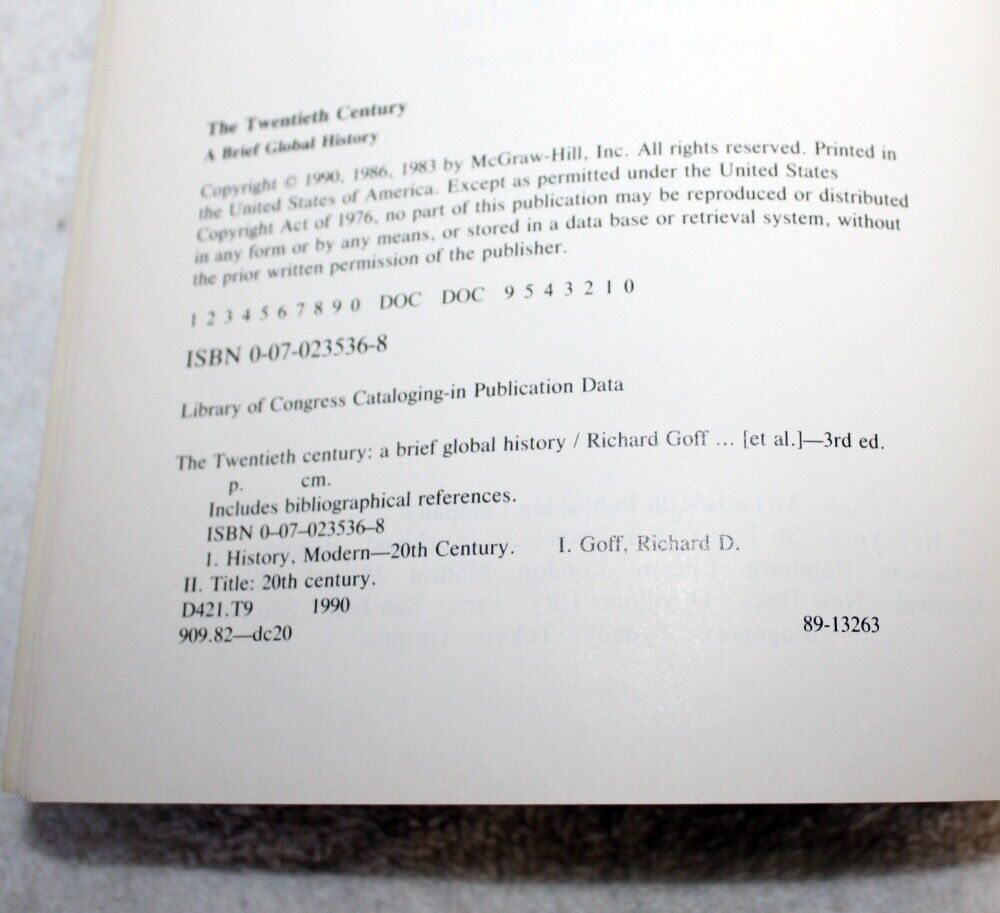 The Twentieth Century
A Brief Global History
Copyright © 1990, 1986, 1983 by McGraw-Hill, Inc. All rights reserved. Printed in
the United States of America. Except as permitted under the United States
Copyright Act of 1976, no part of this publication may be reproduced or distributed
in any form or by any means, or stored in a data base or retrieval system, without
the prior written permission of the publisher.
1 2 3 4 5 6 7 8 9 0 DOC DOC 9 5 4 3 2 1 0
ISBN 0-07-023536-8
Library of Congress Cataloging-in Publication Data
The Twentieth century: a brief global history / Richard Goff ... [et al.]—3rd ed.
p. cm.
Includes bibliographical references.
ISBN 0-07-023536-8
1. History, Modern—20th Century. I. Goff, Richard D.
II. Title: 20th century.
D421.T9 1990
909.82—dc20 89-13263